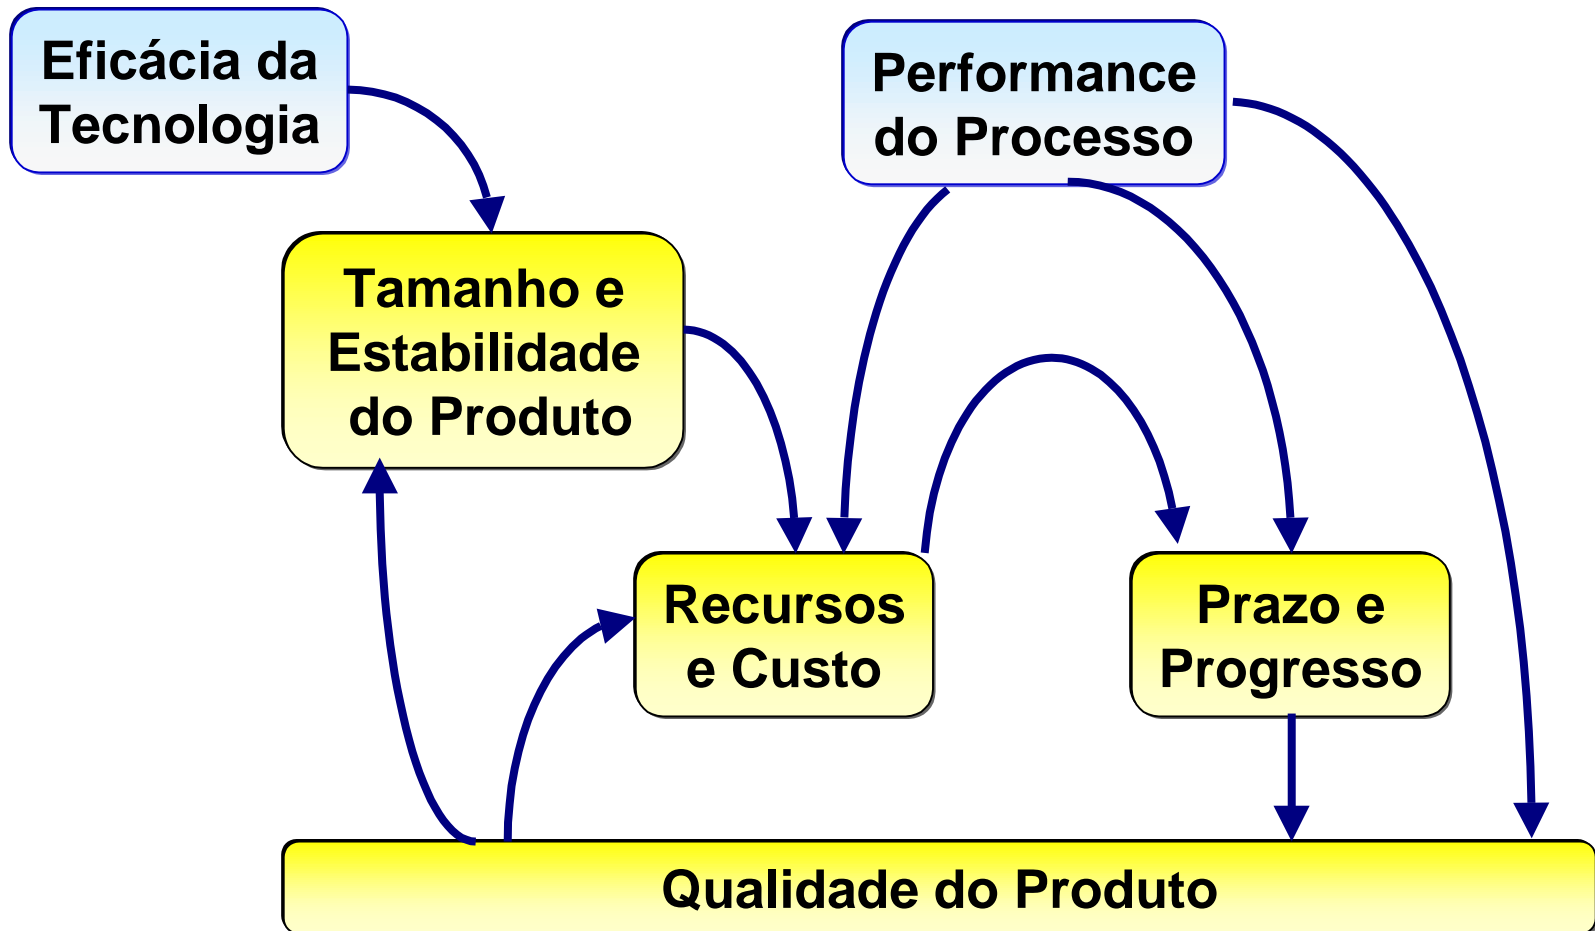 Eficácia da
Tecnologia
Performance
do Processo
Tamanho e
Estabilidade
do Produto
Recursos
e Custo
Prazo e
Progresso
Qualidade do Produto